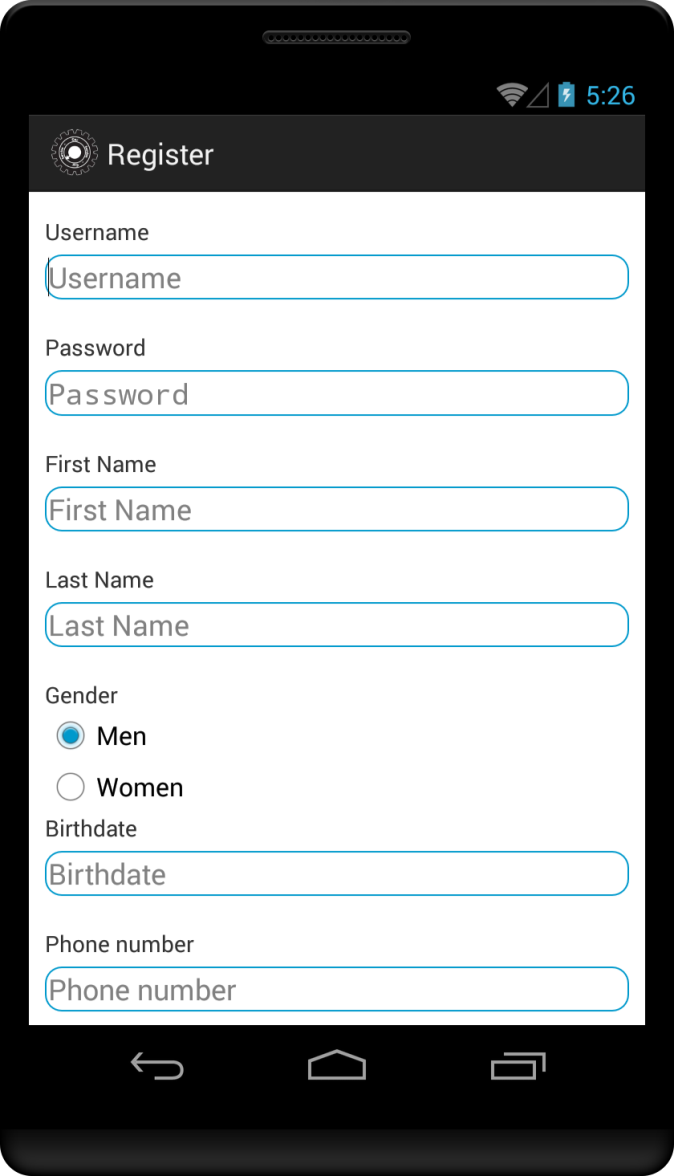 5:26
Register
Username
Username
Password
Password
First Name
First Name
Last Name
Last Name
Gender
Men
Women
Birthdate
Birthdate
Phone number
Phone number